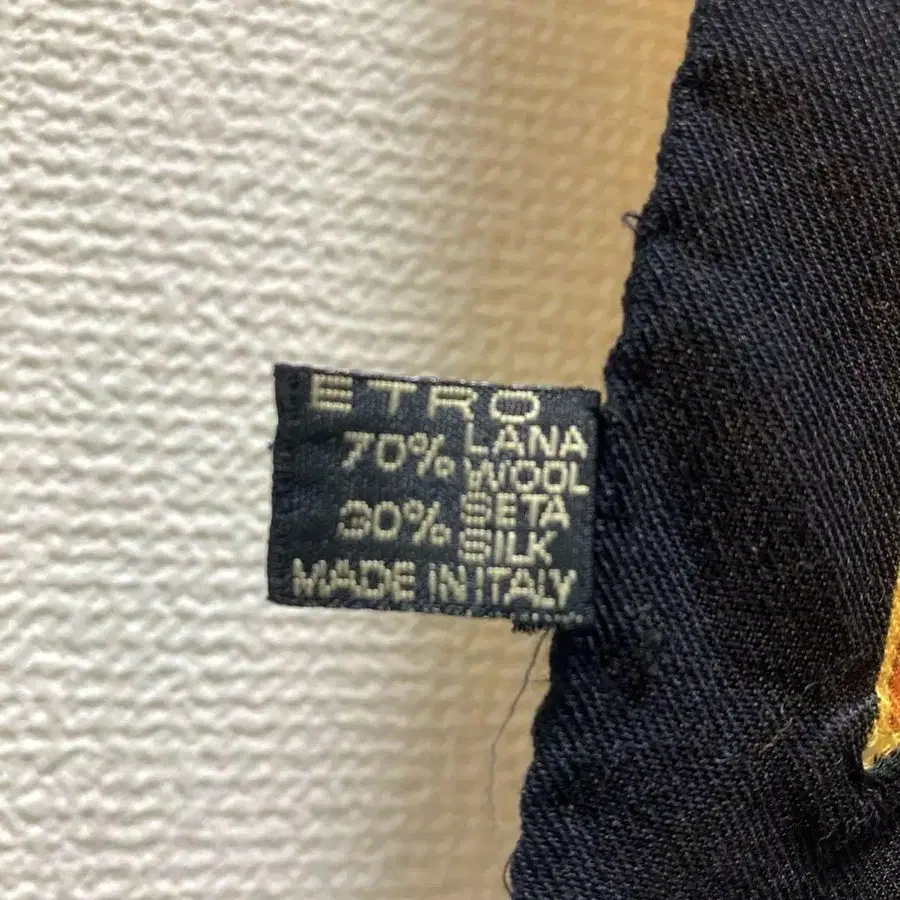 ETRO
70% LANA
WOOL
30% SETA
SILK
MADE IN ITALY